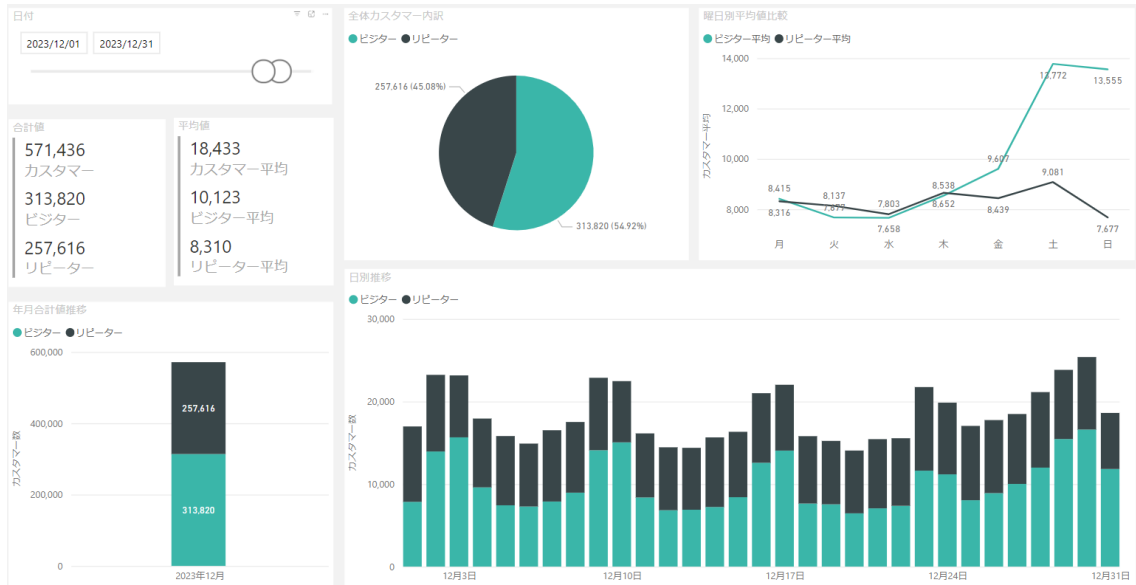 日付
2023/12/01
2023/12/31
合計値
571,436
カスタマー
313,820
ビジター
257,616
リピーター
平均値
18,433
カスタマー平均
10,123
ビジター平均
8,310
リピーター平均
年月合計値推移
ビジター リピーター
カスタマー数
600,000
400,000
200,000
0
257,616
313,820
2023年12月
全体カスタマー内訳
ビジター リピーター
257,616 (45.08%)
313,820 (54.92%)
曜日別平均値比較
ビジター平均 リピーター平均
カスタマー平均
14,000
12,000
10,000
8,000
13,772
13,555
9,607
9,081
8,415
8,137
8,538
8,316
7,677
7,803
8,652
8,439
7,658
7,677
月 火 水 木 金 土 日
日別推移
ビジター リピーター
カスタマー数
30,000
20,000
10,000
0
12月3日 12月10日 12月17日 12月24日 12月31日